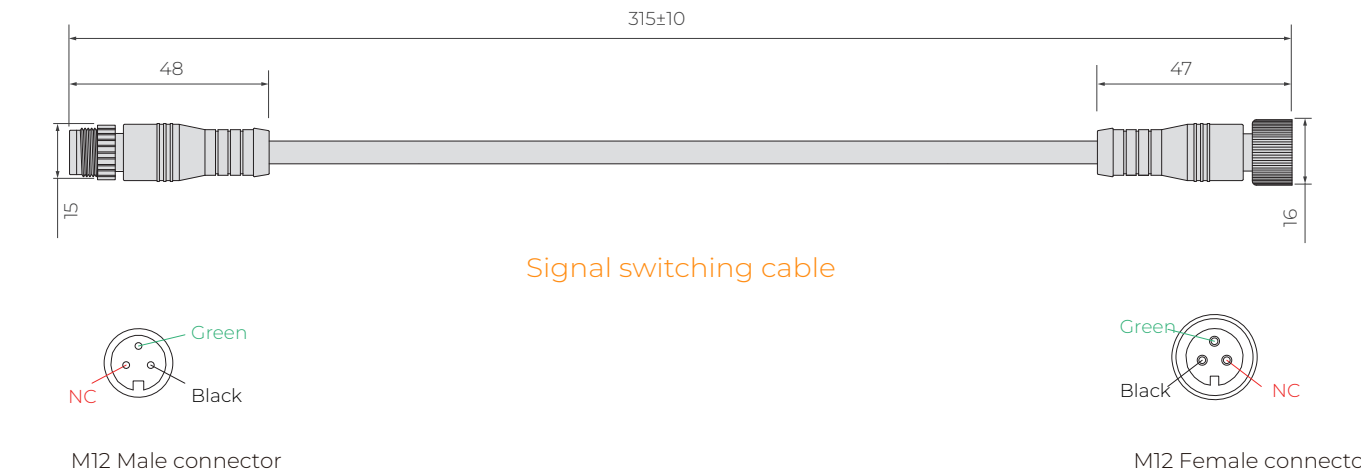 315±10
48
47
15
16
Signal switching cable
Green
NC
Black
Green
Black
NC
M12 Male connector
M12 Female connecto